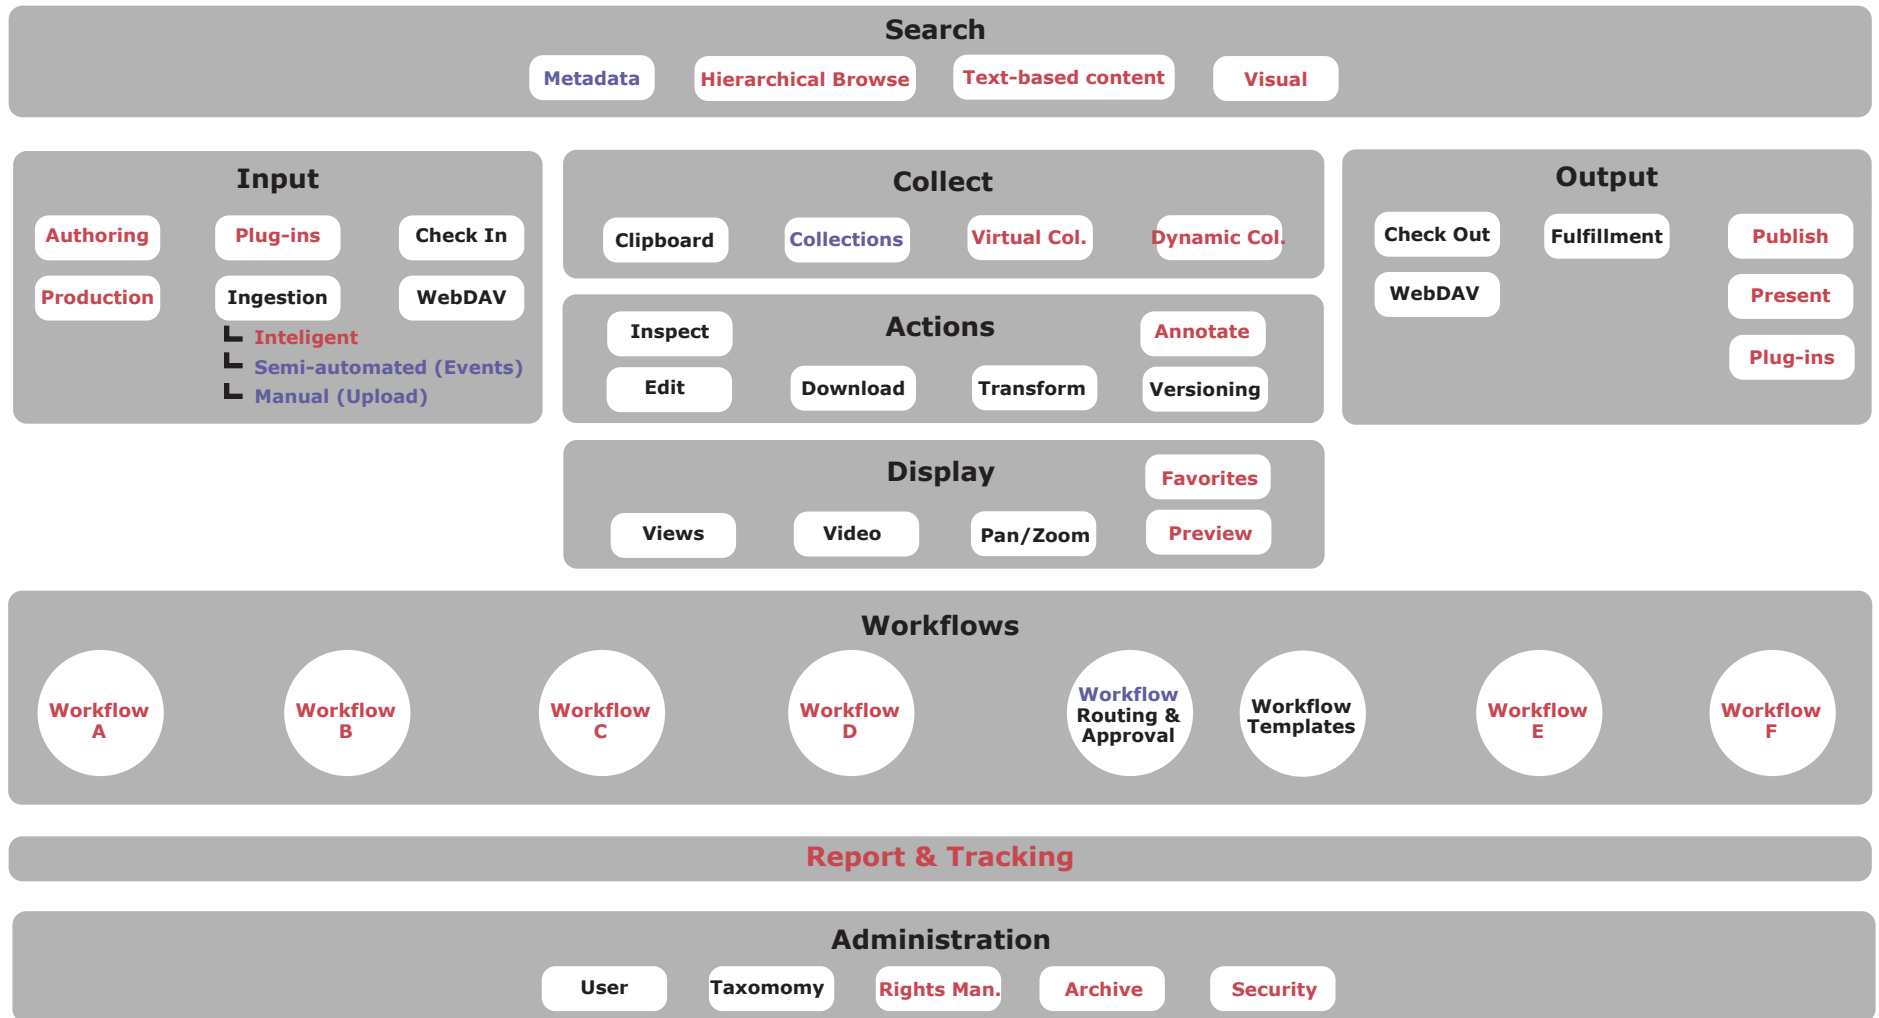 Search
Metadata
Hierarchical Browse
Text-based content
Visual
Input
Authoring
Plug-ins
Check In
Production
Ingestion
WebDAV
Inteligent
Semi-automated (Events)
Manual (Upload)
Collect
Clipboard
Collections
Virtual Col.
Dynamic Col.
Actions
Inspect
Annotate
Edit
Download
Transform
Versioning
Display
Favorites
Views
Video
Pan/Zoom
Preview
Output
Check Out
Fulfillment
Publish
WebDAV
Present
Plug-ins
Workflows
Workflow
A
Workflow
B
Workflow
C
Workflow
D
Workflow
Routing &
Approval
Workflow
Templates
Workflow
E
Workflow
F
Report & Tracking
Administration
User
Taxomomy
Rights Man.
Archive
Security